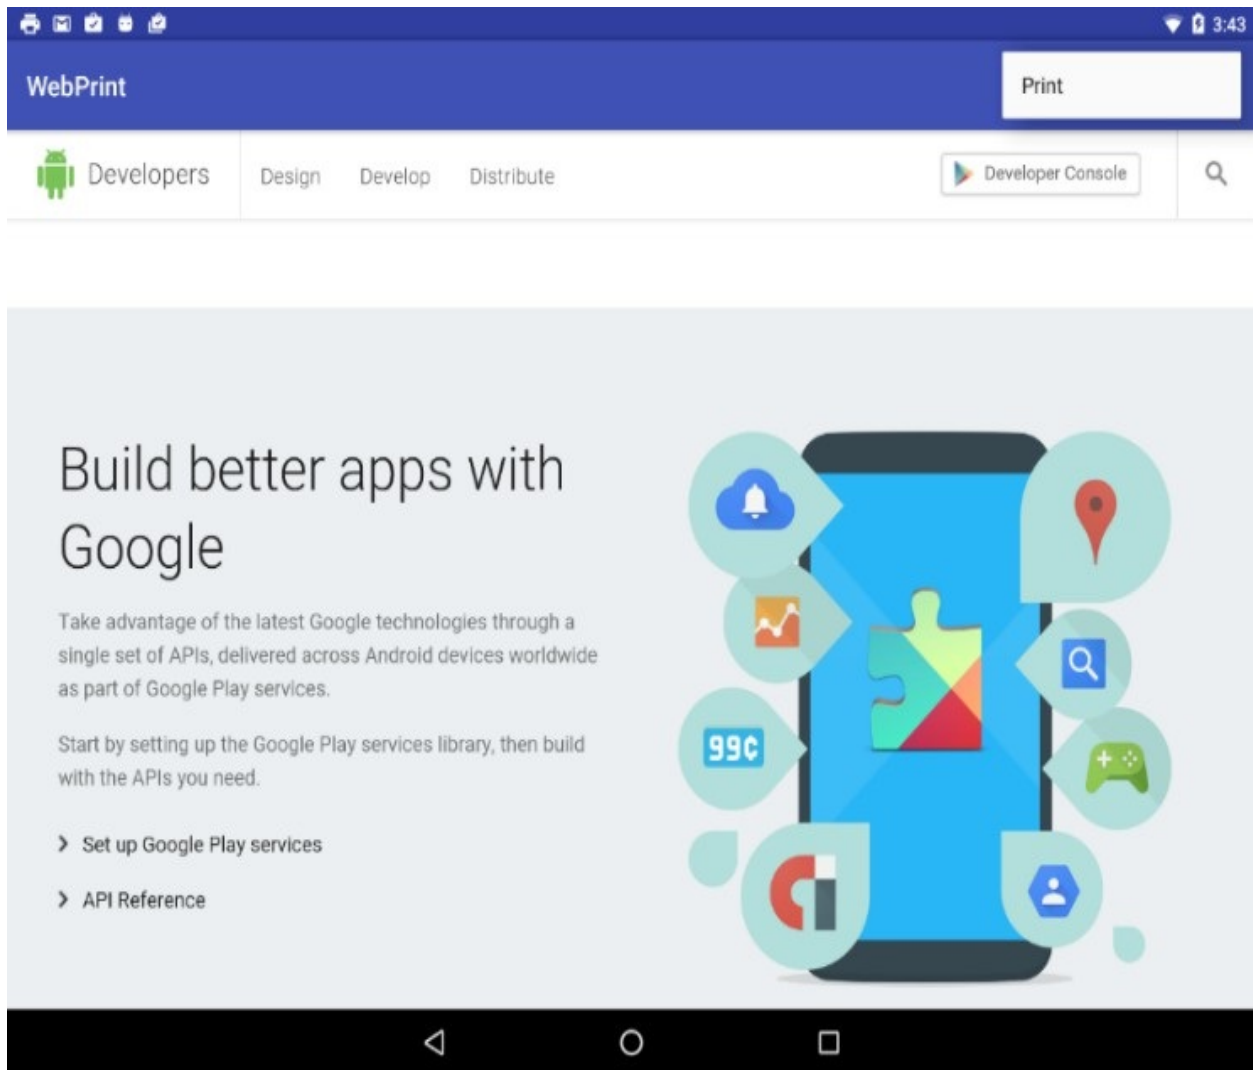 3:43
WebPrint
Print
Developers
Design
Develop
Distribute
Developer Console
Build better apps with
Google
Take advantage of the latest Google technologies through a
single set of APIs, delivered across Android devices worldwide
as part of Google Play services.
Start by setting up the Google Play services library, then build
with the APIs you need.
Set up Google Play services
API Reference
99¢